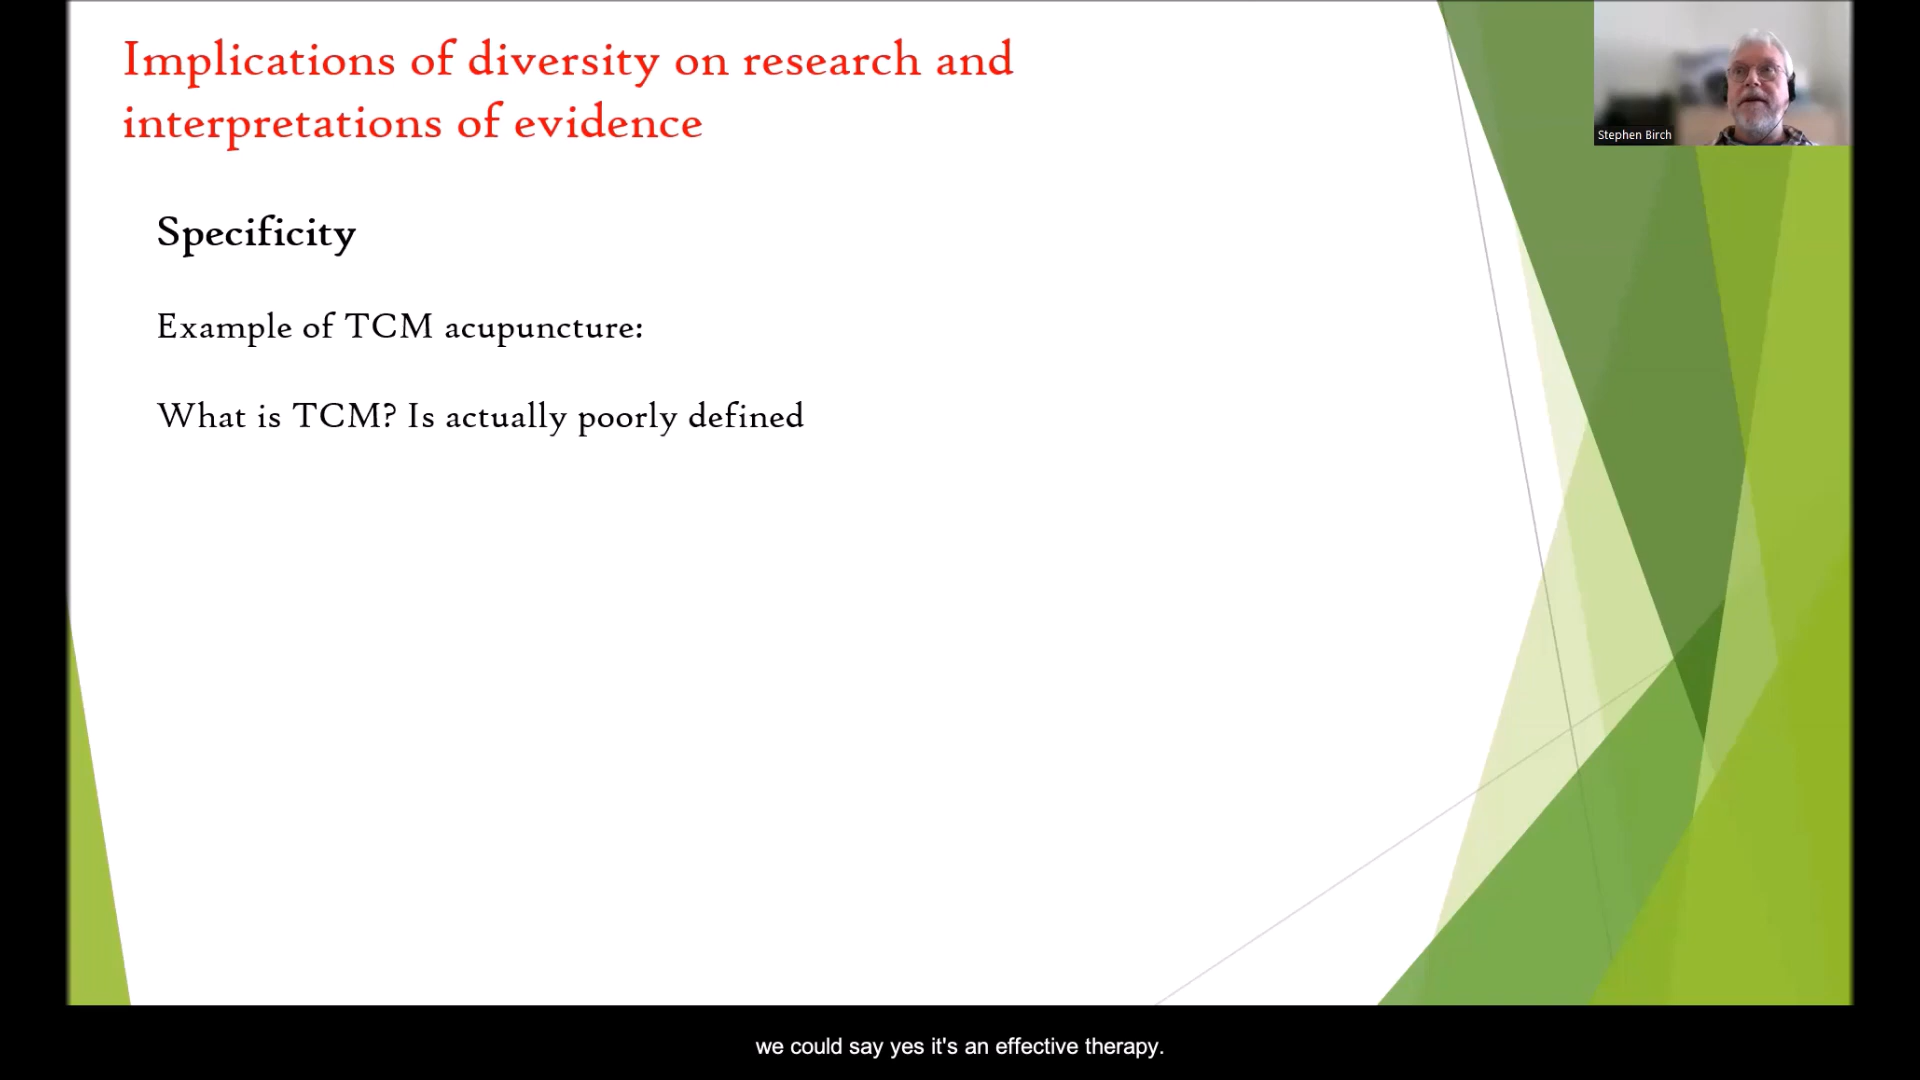 Implications of diversity on research and
interpretations of evidence
Stephen Birch
Specificity
Example of TCM acupuncture:
What is TCM? Is actually poorly defined
we could say yes it's an effective therapy.